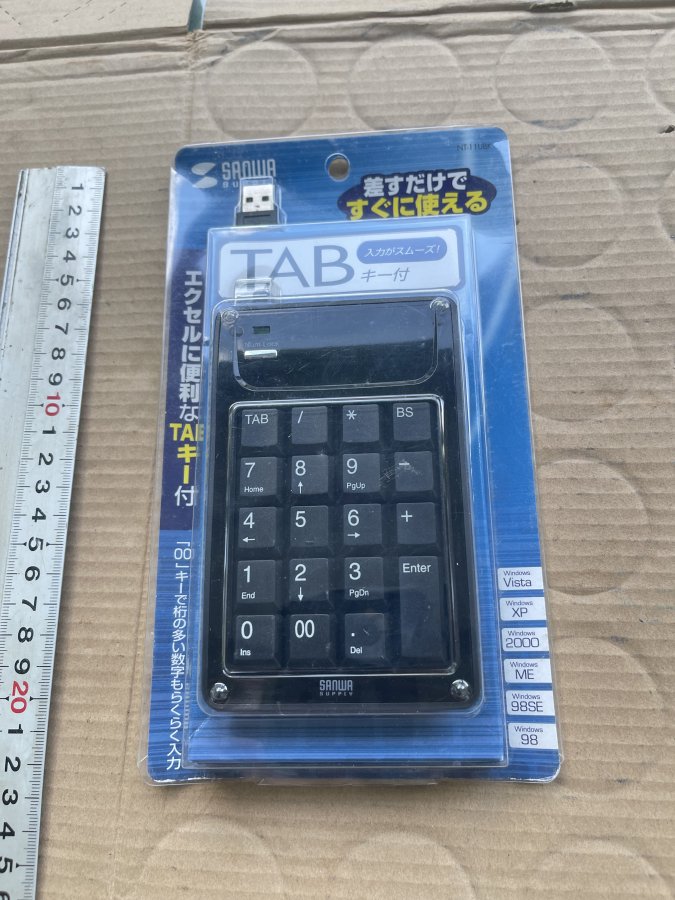 SANWA
SUPPLY
差すだけで
すぐに使える
TAB
入力がスムーズ!
キー付
エクセルに便利な
TABキー付
「00」キーで桁の多い数字もらくらく入力
Num Lock
TAB / * BS
7 Home
8 ↑
9 PgUp
-
4 ←
5
6 →
+
1 End
2 ↓
3 PgDn
Enter
0 Ins
00
. Del
SANWA
SUPPLY
Windows
Vista
Windows
XP
Windows
2000
Windows
ME
Windows
98SE
Windows
98
1 2 3 4 5 6 7 8 9 10 1 2 3 4 5 6 7 8 9 20 1 2 3 4 5 6